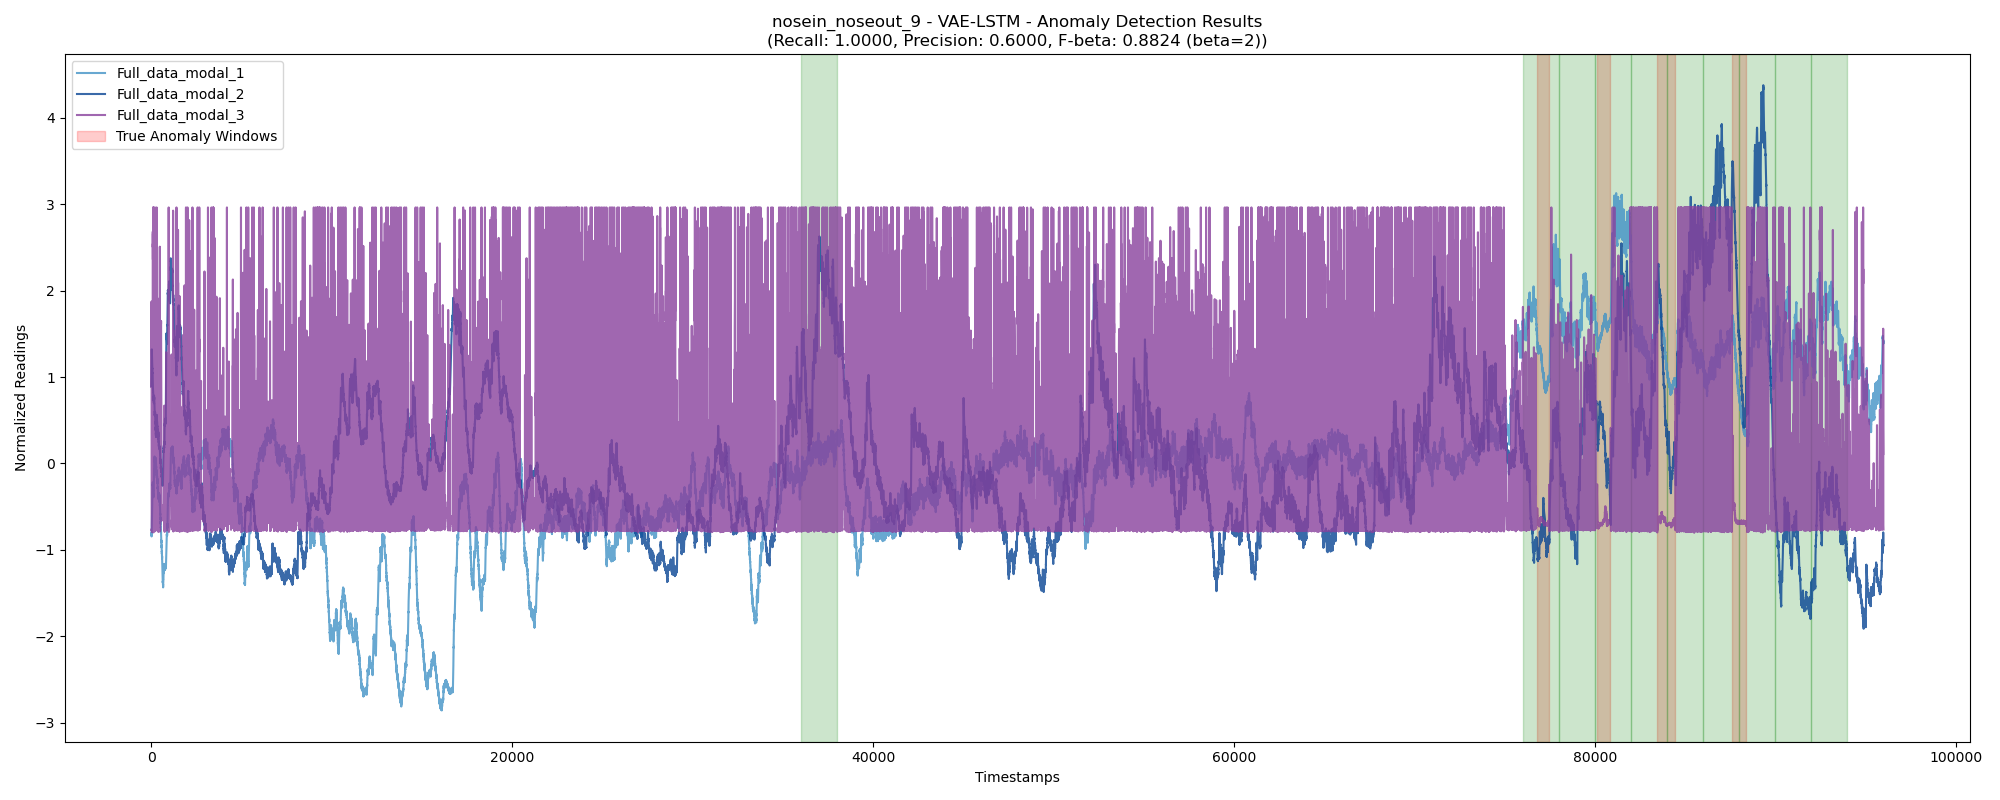 nosein_noseout_9 - VAE-LSTM - Anomaly Detection Results
(Recall: 1.0000, Precision: 0.6000, F-beta: 0.8824 (beta=2))
Full_data_modal_1
Full_data_modal_2
Full_data_modal_3
True Anomaly Windows
Normalized Readings
4
3
2
1
0
−1
−2
−3
0
20000
40000
60000
80000
100000
Timestamps